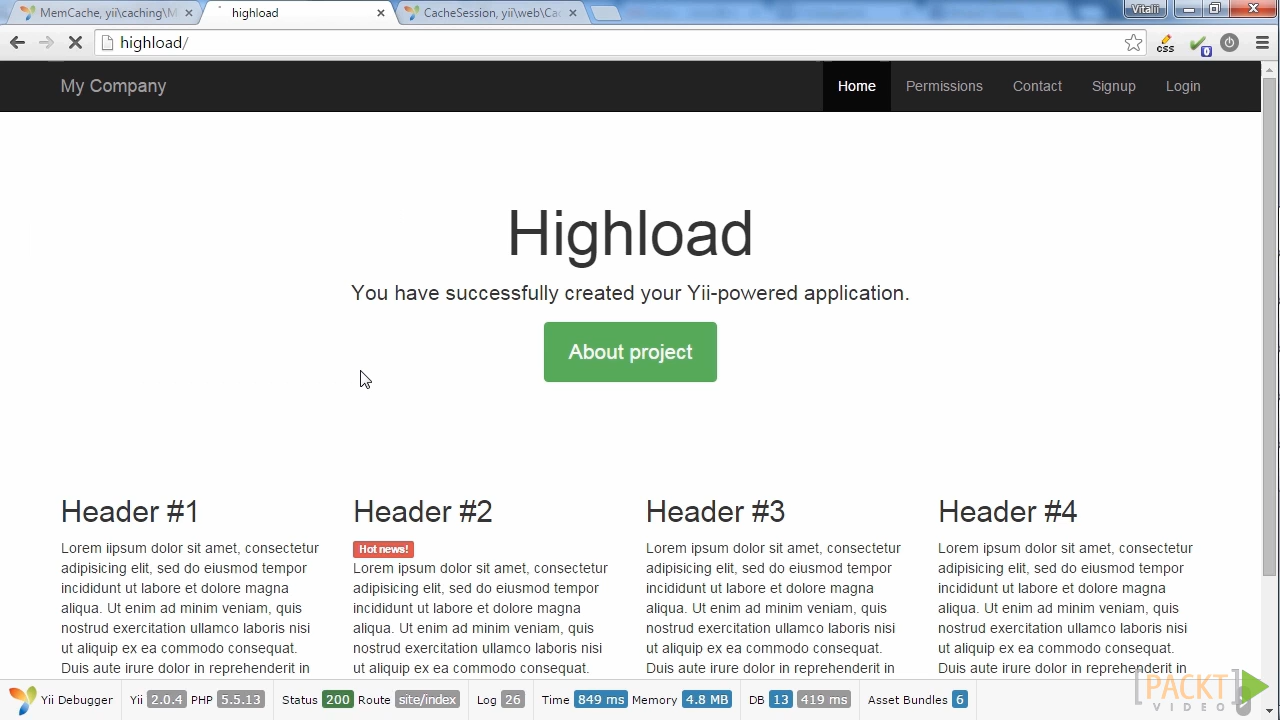 MemCache, yii\caching\M
highload
CacheSession, yii\web\Ca
Vitalii
highload/
css
0
My Company
Home
Permissions
Contact
Signup
Login
Highload
You have successfully created your Yii-powered application.
About project
Header #1
Lorem iipsum dolor sit amet, consectetur
adipisicing elit, sed do eiusmod tempor
incididunt ut labore et dolore magna
aliqua. Ut enim ad minim veniam, quis
nostrud exercitation ullamco laboris nisi
ut aliquip ex ea commodo consequat.
Duis aute irure dolor in reprehenderit in
Header #2
Hot news!
Lorem ipsum dolor sit amet, consectetur
adipisicing elit, sed do eiusmod tempor
incididunt ut labore et dolore magna
aliqua. Ut enim ad minim veniam, quis
nostrud exercitation ullamco laboris nisi
ut aliquip ex ea commodo consequat.
Header #3
Lorem ipsum dolor sit amet, consectetur
adipisicing elit, sed do eiusmod tempor
incididunt ut labore et dolore magna
aliqua. Ut enim ad minim veniam, quis
nostrud exercitation ullamco laboris nisi
ut aliquip ex ea commodo consequat.
Duis aute irure dolor in reprehenderit in
Header #4
Lorem ipsum dolor sit amet, consectetur
adipisicing elit, sed do eiusmod tempor
incididunt ut labore et dolore magna
aliqua. Ut enim ad minim veniam, quis
nostrud exercitation ullamco laboris nisi
ut aliquip ex ea commodo consequat.
Duis aute irure dolor in reprehenderit in
Yii Debugger Yii 2.0.4 PHP 5.5.13 Status 200 Route site/index Log 26 Time 849 ms Memory 4.8 MB DB 13 419 ms Asset Bundles 6
[PACKT]
VIDEO